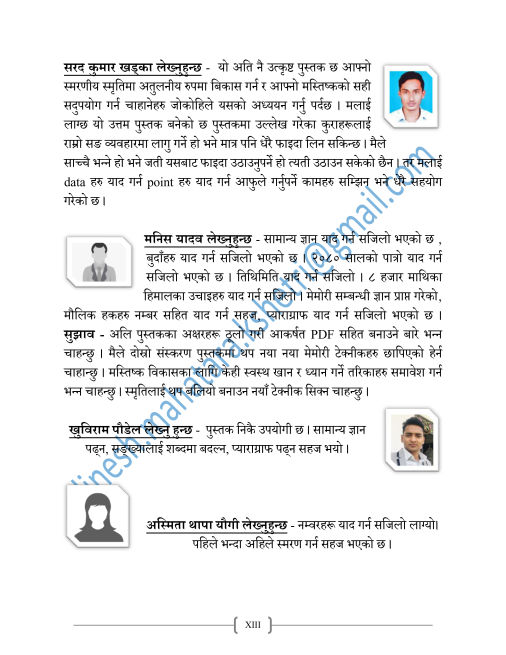 सरद कुमार खड्का लेख्नुहुन्छ - यो अति नै उत्कृष्ट पुस्तक छ आफ्नो
स्मरणीय स्मृतिमा अतुलनीय रुपमा बिकास गर्न र आफ्नो मस्तिष्कको सही
सदुपयोग गर्न चाहानेहरु जोकोहिले यसको अध्ययन गर्नु पर्दछ । मलाई
लाग्छ यो उत्तम पुस्तक बनेको छ पुस्तकमा उल्लेख गरेका कुराहरूलाई
राम्रो सङ व्यवहारमा लागु गर्ने हो भने मात्र पनि धेरै फाइदा लिन सकिन्छ । मैले
साच्चै भन्ने हो भने जती यसबाट फाइदा उठाउनुपर्ने हो त्यती उठाउन सकेको छैन। तर मलाई
data हरु याद गर्न point हरु याद गर्न आफुले गर्नुपर्ने कामहरु सम्झिन भने धेरै सहयोग
गरेको छ।
मनिस यादव लेख्नुहुन्छ - सामान्य ज्ञान याद गर्न सजिलो भएको छ ,
बुदाँहरु याद गर्न सजिलो भएको छ । २०८० सालको पात्रो याद गर्न
सजिलो भएको छ । तिथिमिति याद गर्न सजिलो । ८ हजार माथिका
हिमालका उचाइहरु याद गर्न सजिलो । मेमोरी सम्बन्धी ज्ञान प्राप्त गरेको,
मौलिक हकहरु नम्बर सहित याद गर्न सहज, प्याराग्राफ याद गर्न सजिलो भएको छ ।
सुझाव - अलि पुस्तकका अक्षरहरू ठूलो गरी आकर्षत PDF सहित बनाउने बारे भन्न
चाहन्छु । मैले दोस्रो संस्करण पुस्तकमा थप नया नया मेमोरी टेक्नीकहरु छापिएको हेर्न
चाहान्छु । मस्तिष्क विकासका लागि केही स्वस्थ खान र ध्यान गर्ने तरिकाहरु समावेश गर्न
भन्न चाहन्छु । स्मृतिलाई थप बलियो बनाउन नयाँ टेक्नीक सिक्न चाहन्छु ।
खुविराम पौडेल लेख्नु हुन्छ - पुस्तक निकै उपयोगी छ । सामान्य ज्ञान
पढ्न, सङ्ख्यालाई शब्दमा बदल्न, प्याराग्राफ पढ्न सहज भयो ।
अस्मिता थापा यौगी लेख्नुहुन्छ - नम्वरहरू याद गर्न सजिलो लाग्यो।
पहिले भन्दा अहिले स्मरण गर्न सहज भएको छ ।
XIII